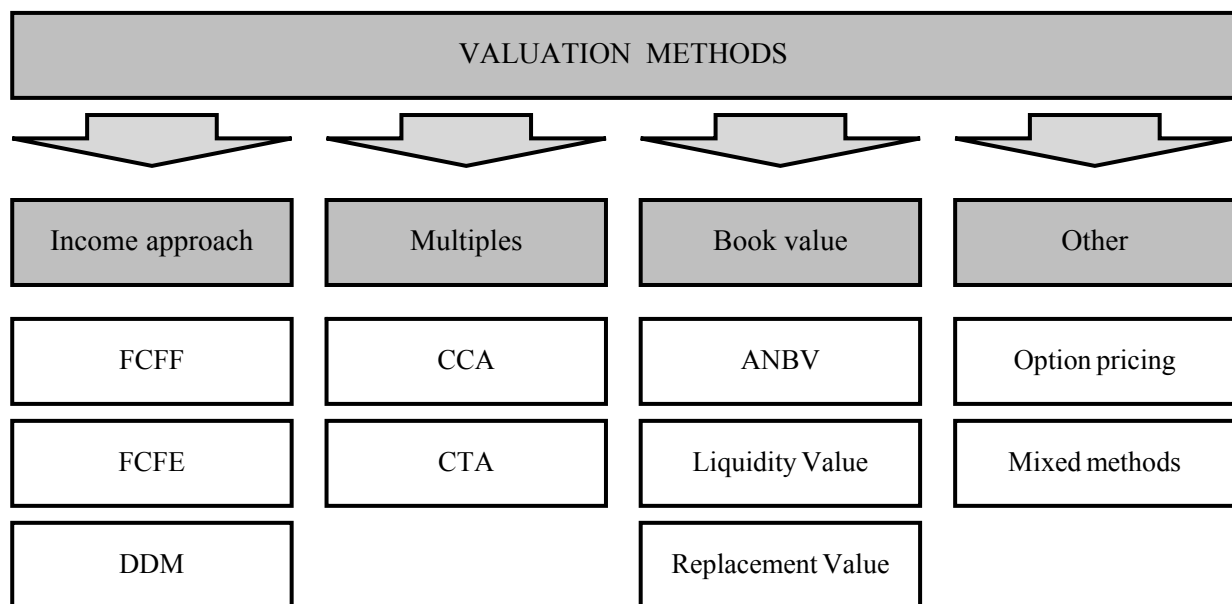 VALUATION METHODS
Income approach
Multiples
Book value
Other
FCFF
CCA
ANBV
Option pricing
FCFE
CTA
Liquidity Value
Mixed methods
DDM
Replacement Value